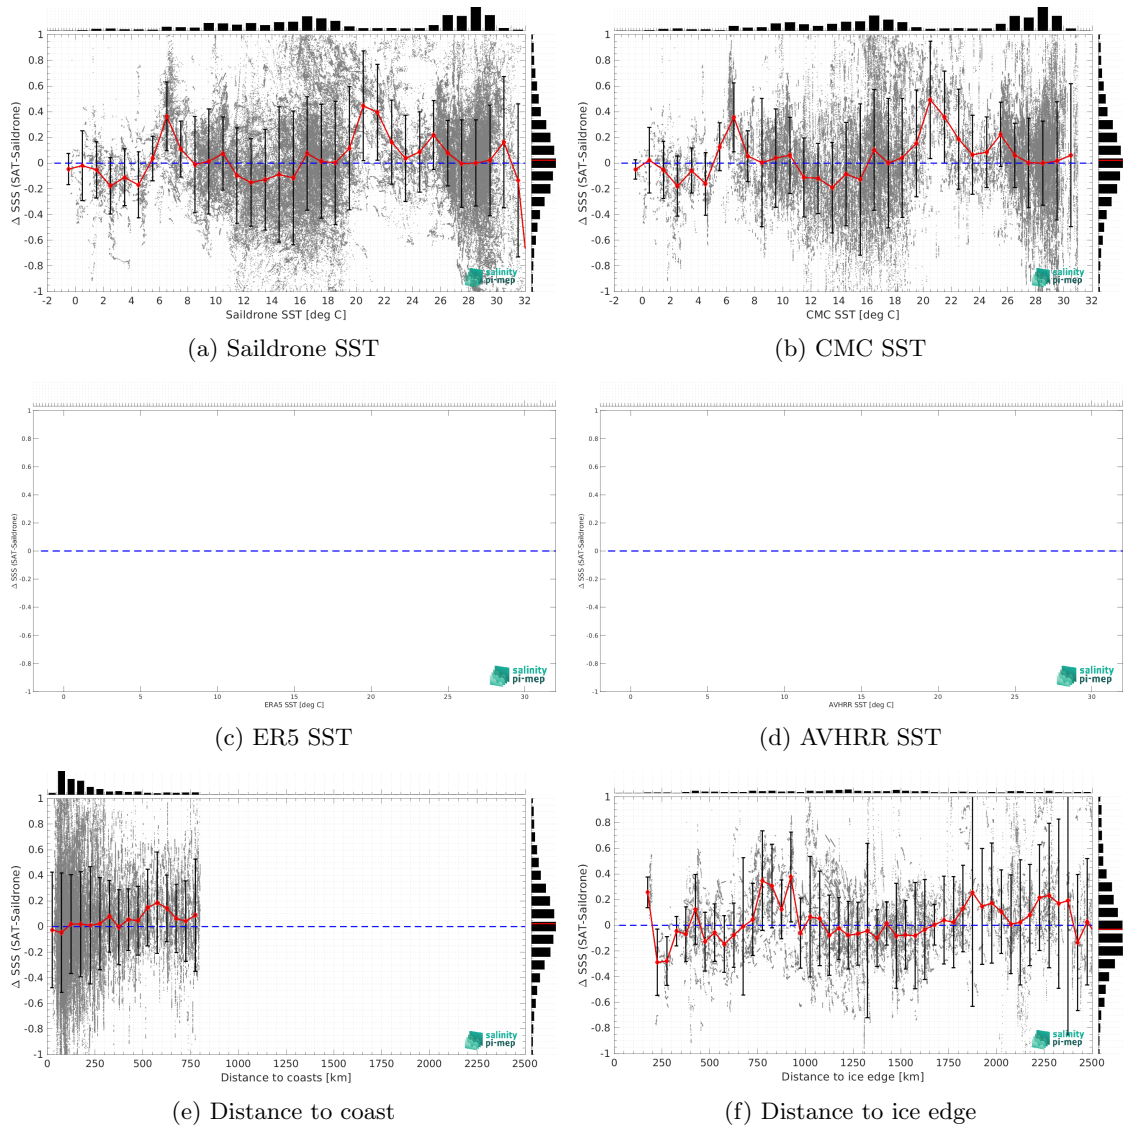 1
0.8
0.6
0.4
0.2
0
-0.2
-0.4
-0.6
-0.8
-1
Δ SSS (SAT-Saildrone)
-2 0 2 4 6 8 10 12 14 16 18 20 22 24 26 28 30 32
Saildrone SST [deg C]
salinity
pi-mep
(a) Saildrone SST
1
0.8
0.6
0.4
0.2
0
-0.2
-0.4
-0.6
-0.8
-1
Δ SSS (SAT-Saildrone)
-2 0 2 4 6 8 10 12 14 16 18 20 22 24 26 28 30 32
CMC SST [deg C]
salinity
pi-mep
(b) CMC SST
1
0.8
0.6
0.4
0.2
0
-0.2
-0.4
-0.6
-0.8
-1
Δ SSS (SAT-Saildrone)
0 5 10 15 20 25 30
ERA5 SST [deg C]
salinity
pi-mep
(c) ER5 SST
1
0.8
0.6
0.4
0.2
0
-0.2
-0.4
-0.6
-0.8
-1
Δ SSS (SAT-Saildrone)
0 5 10 15 20 25 30
AVHRR SST [deg C]
salinity
pi-mep
(d) AVHRR SST
1
0.8
0.6
0.4
0.2
0
-0.2
-0.4
-0.6
-0.8
-1
Δ SSS (SAT-Saildrone)
0 250 500 750 1000 1250 1500 1750 2000 2250 2500
Distance to coasts [km]
salinity
pi-mep
(e) Distance to coast
1
0.8
0.6
0.4
0.2
0
-0.2
-0.4
-0.6
-0.8
-1
Δ SSS (SAT-Saildrone)
0 250 500 750 1000 1250 1500 1750 2000 2250 2500
Distance to ice edge [km]
salinity
pi-mep
(f) Distance to ice edge